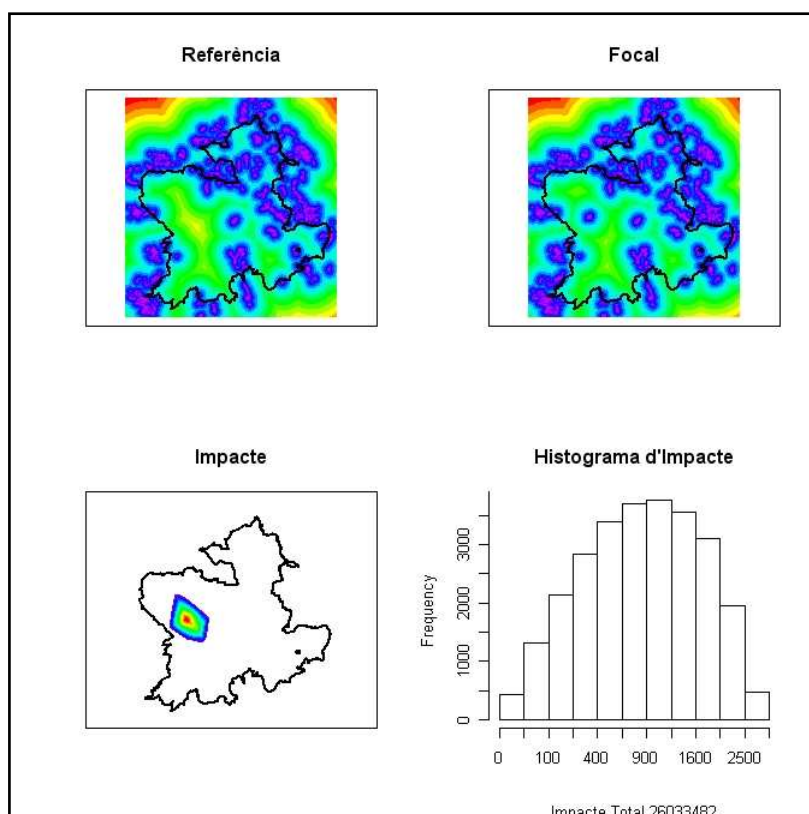 Referència
Focal
Impacte
Histograma d'Impacte
Frequency
3000
2000
1000
0
0 100 400 900 1600 2500
Impacte Total 26033482